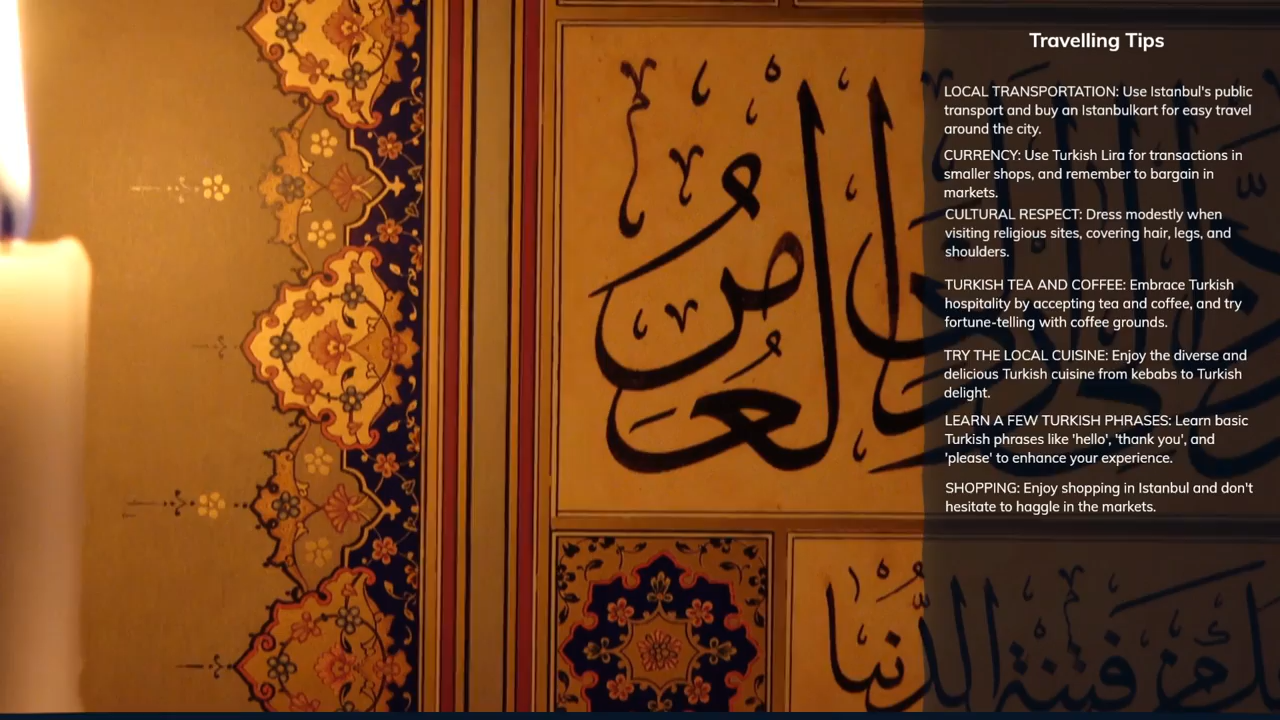 Travelling Tips
LOCAL TRANSPORTATION: Use Istanbul's public
transport and buy an Istanbulkart for easy travel
around the city.
CURRENCY: Use Turkish Lira for transactions in
smaller shops, and remember to bargain in
markets.
CULTURAL RESPECT: Dress modestly when
visiting religious sites, covering hair, legs, and
shoulders.
TURKISH TEA AND COFFEE: Embrace Turkish
hospitality by accepting tea and coffee, and try
fortune-telling with coffee grounds.
TRY THE LOCAL CUISINE: Enjoy the diverse and
delicious Turkish cuisine from kebabs to Turkish
delight.
LEARN A FEW TURKISH PHRASES: Learn basic
Turkish phrases like 'hello', 'thank you', and
'please' to enhance your experience.
SHOPPING: Enjoy shopping in Istanbul and don't
hesitate to haggle in the markets.
فتنة الدنيا